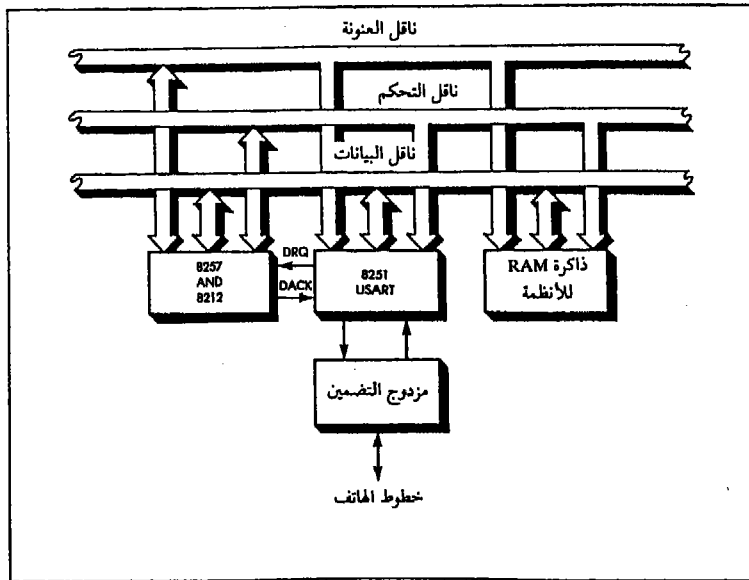 ناقل العنونة
ناقل التحكم
ناقل البيانات
8257
AND
8212
DRQ
DACK
8251
USART
ذاكرة RAM
للأنظمة
مزدوج التضمين
خطوط الهاتف